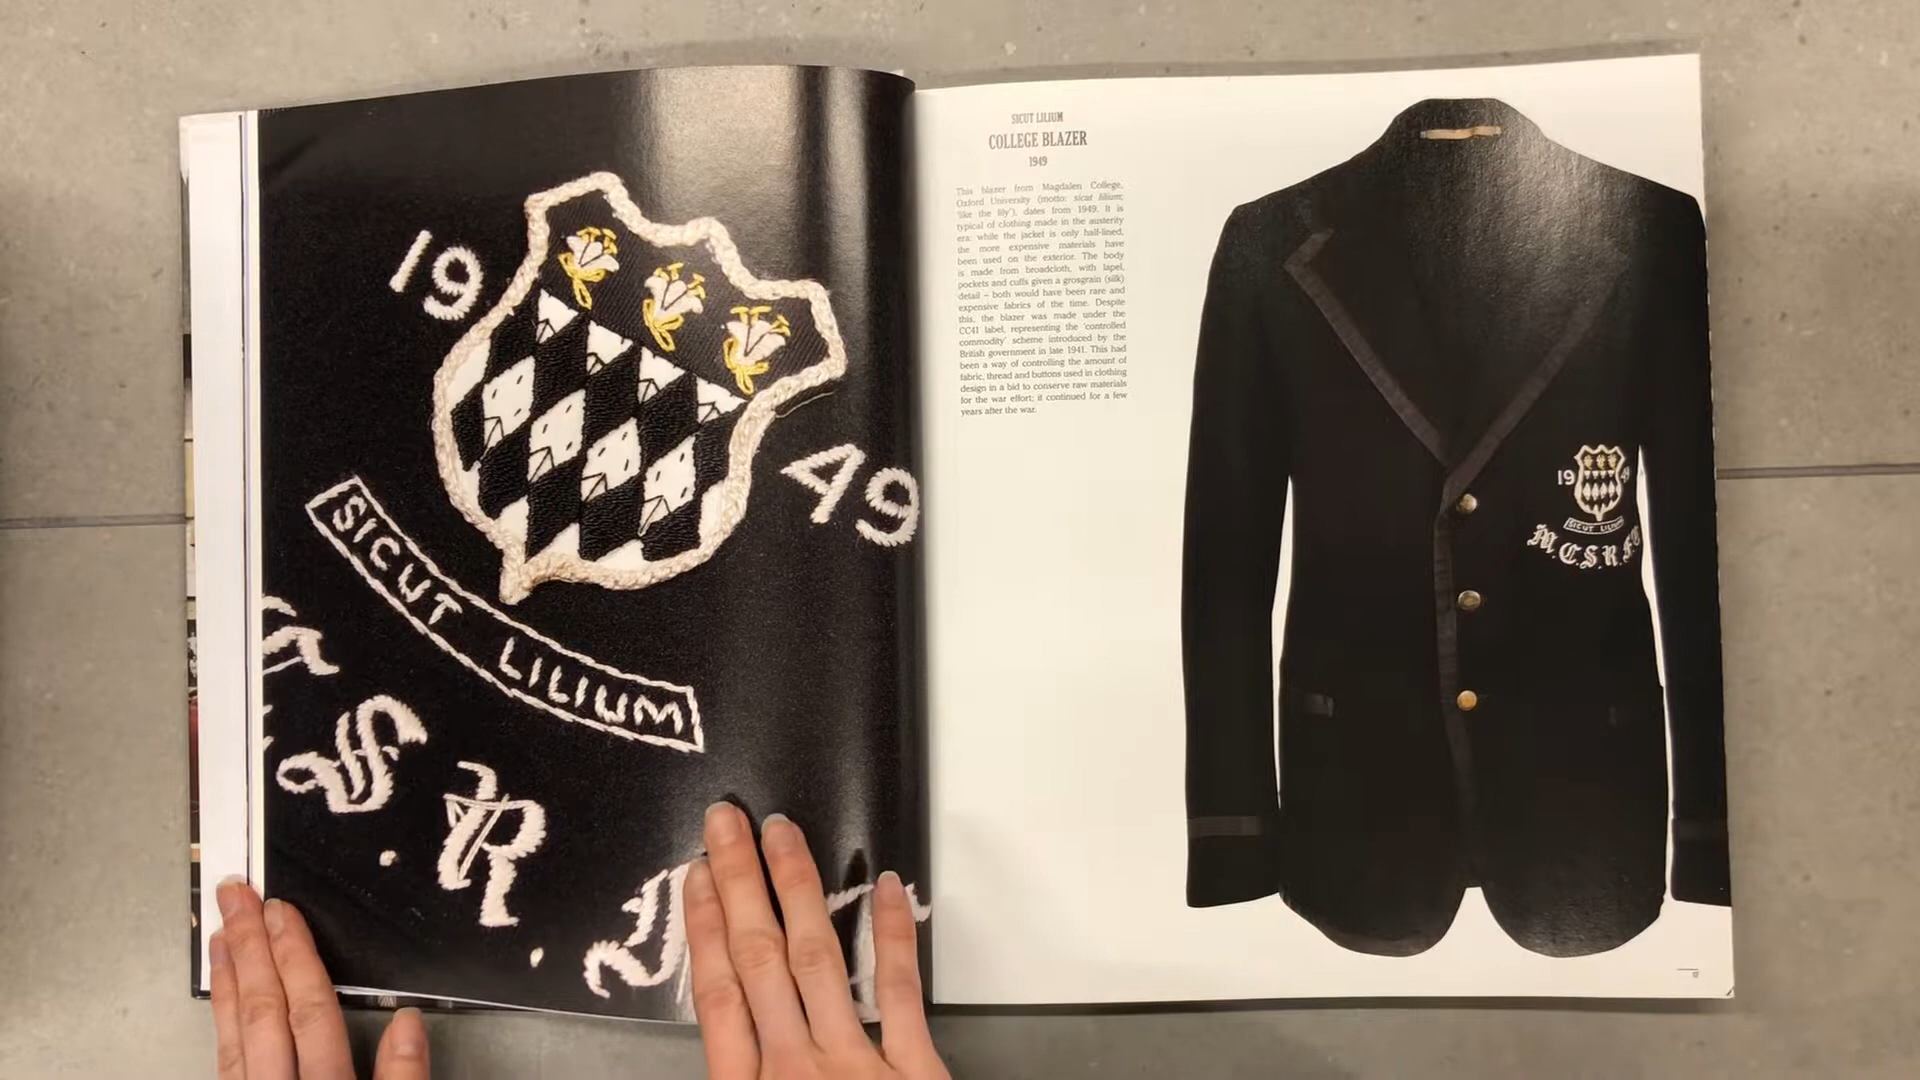 19
49
SICUT LILIUM
S R
SICUT LILIUM
COLLEGE BLAZER
1949
This blazer from Magdalen College,
Oxford University (motto: sicut lilium;
'like the lily'), dates from 1949. It is
typical of clothing made in the austerity
era: while the jacket is only half-lined,
the more expensive materials have
been used on the exterior. The body
is made from broadcloth, with lapel,
pockets and cuffs given a grosgrain (silk)
detail – both would have been rare and
expensive fabrics of the time. Despite
this, the blazer was made under the
CC41 label, representing the 'controlled
commodity' scheme introduced by the
British government in late 1941. This had
been a way of controlling the amount of
fabric, thread and buttons used in clothing
design in a bid to conserve raw materials
for the war effort; it continued for a few
years after the war.
19 49
SICUT LILIUM
M.C.S.R.F.